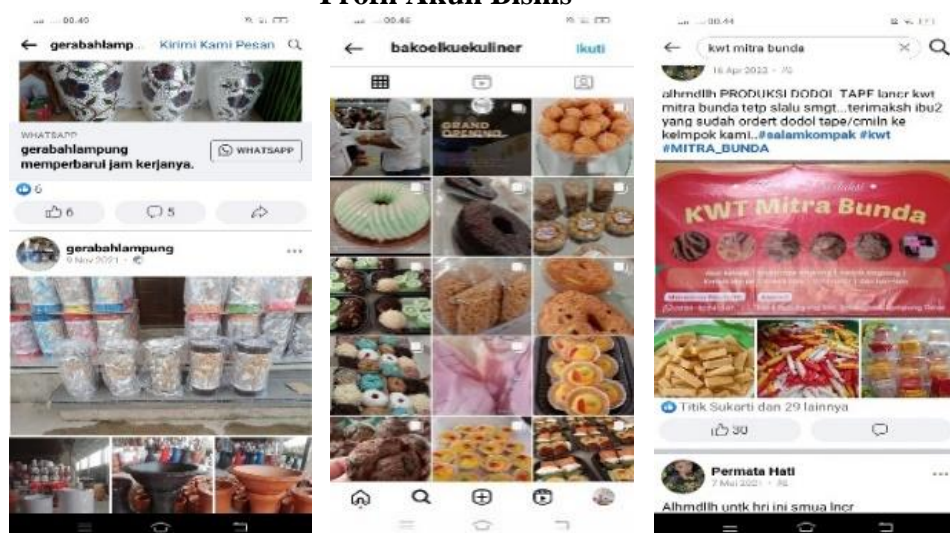 Profil Akun Bisnis
00.49
gerabahlamp... Kirimi Kami Pesan
WHATSAPP
gerabahlampung
memperbarui jam kerjanya.
WHATSAPP
6
6 5
gerabahlampung
9 Nov 2021
00.46
bakoelkuekuliner Ikuti
GRAND
OPENING
00.44
kwt mitra bunda
16 Apr 2022
alhmdllh PRODUKSI DODOL TAPE lancr kwt
mitra bunda tetp slalu smgt...terimaksh ibu2
yang sudah ordert dodol tape/cmiln ke
kelmpok kami..#salamkompak #kwt
#MITRA_BUNDA
KWT Mitra Bunda
Titik Sukarti dan 29 lainnya
30
Permata Hati
7 Mei 2021
Alhmdllh untk hri ini smua lncr